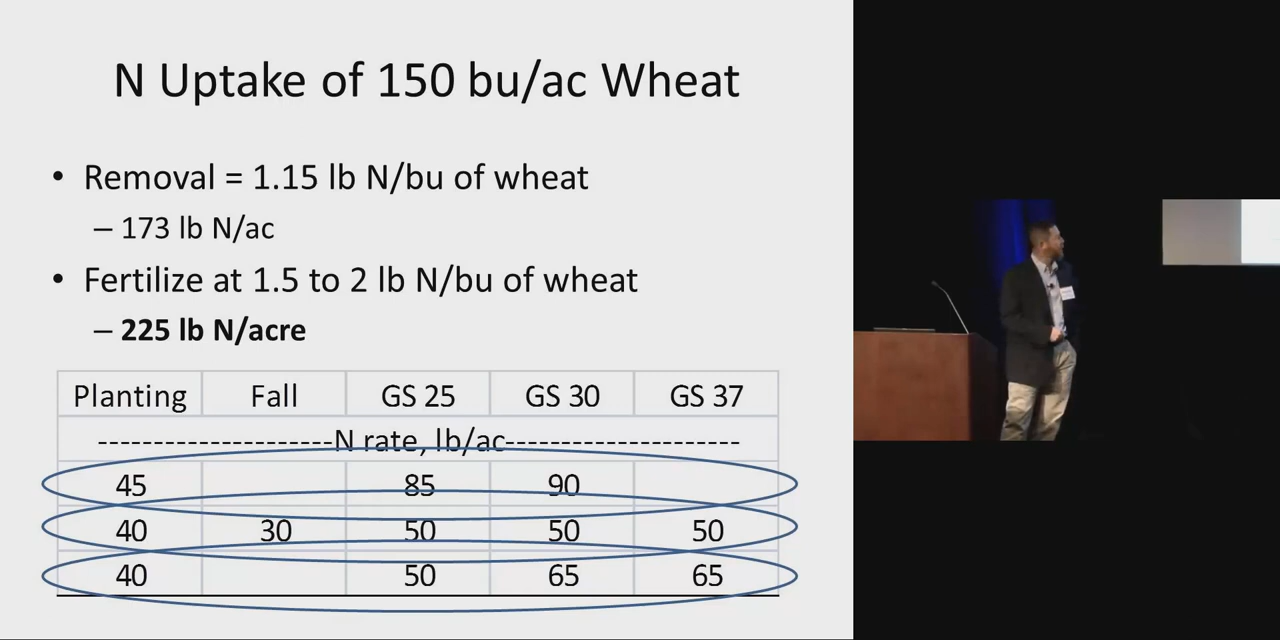 N Uptake of 150 bu/ac Wheat
• Removal = 1.15 lb N/bu of wheat
– 173 lb N/ac
• Fertilize at 1.5 to 2 lb N/bu of wheat
– 225 lb N/acre
Planting Fall GS 25 GS 30 GS 37
---------------------N rate, lb/ac---------------------
45 85 90
40 30 50 50 50
40 50 65 65